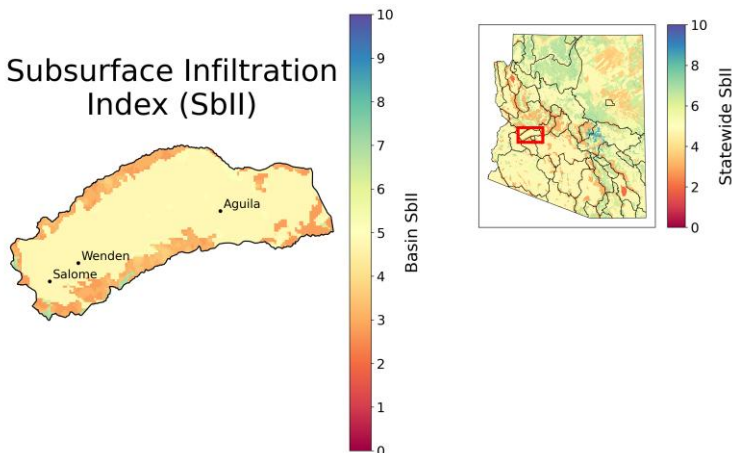 Subsurface Infiltration
Index (SbII)
Aguila
Wenden
Salome
10
9
8
7
6
5
4
3
2
1
0
Basin SbII
10
8
6
4
2
0
Statewide SbII